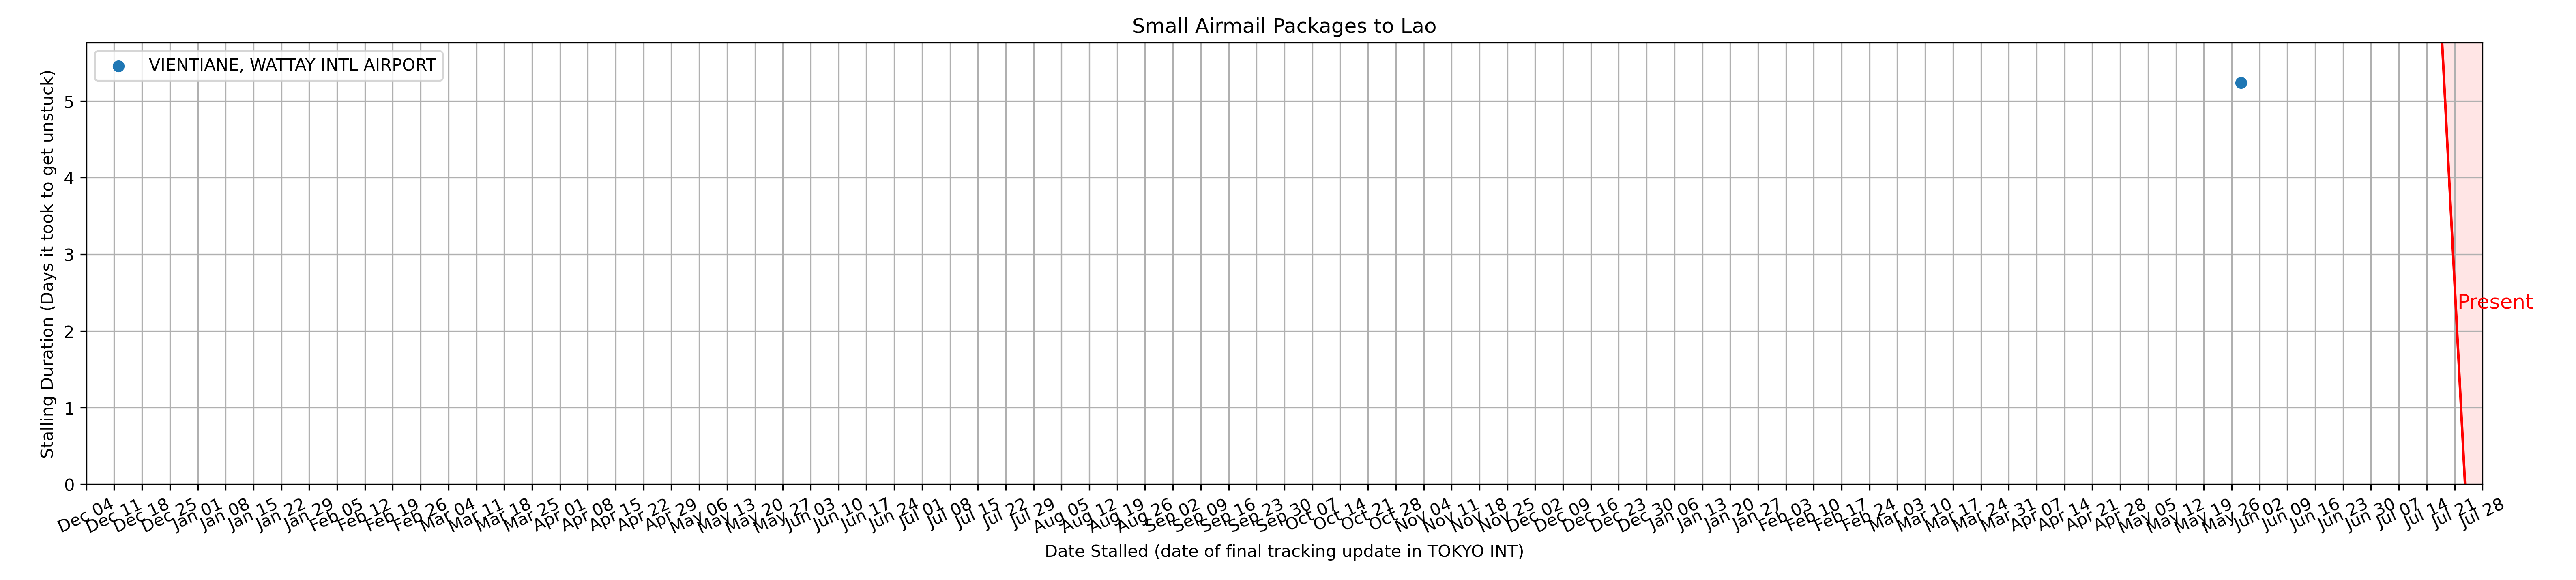 Small Airmail Packages to Lao
VIENTIANE, WATTAY INTL AIRPORT
Stalling Duration (Days it took to get unstuck)
5
4
3
2
1
0
Present
Dec 04 Dec 11 Dec 18 Dec 25 Jan 01 Jan 08 Jan 15 Jan 22 Jan 29 Feb 05 Feb 12 Feb 19 Feb 26 Mar 04 Mar 11 Mar 18 Mar 25 Apr 01 Apr 08 Apr 15 Apr 22 Apr 29 May 06 May 13 May 20 May 27 Jun 03 Jun 10 Jun 17 Jun 24 Jul 01 Jul 08 Jul 15 Jul 22 Jul 29 Aug 05 Aug 12 Aug 19 Aug 26 Sep 02 Sep 09 Sep 16 Sep 23 Sep 30 Oct 07 Oct 14 Oct 21 Oct 28 Nov 04 Nov 11 Nov 18 Nov 25 Dec 02 Dec 09 Dec 16 Dec 23 Dec 30 Jan 06 Jan 13 Jan 20 Jan 27 Feb 03 Feb 10 Feb 17 Feb 24 Mar 03 Mar 10 Mar 17 Mar 24 Mar 31 Apr 07 Apr 14 Apr 21 Apr 28 May 05 May 12 May 19 May 26 Jun 02 Jun 09 Jun 16 Jun 23 Jun 30 Jul 07 Jul 14 Jul 21 Jul 28
Date Stalled (date of final tracking update in TOKYO INT)